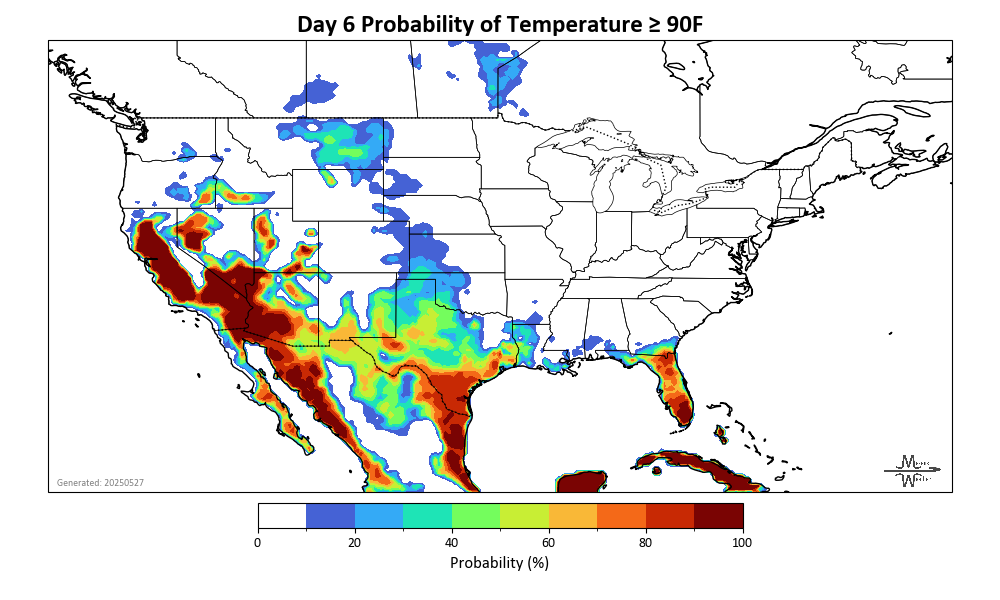 Day 6 Probability of Temperature ≥ 90F
Generated: 20250527
0 20 40 60 80 100
Probability (%)